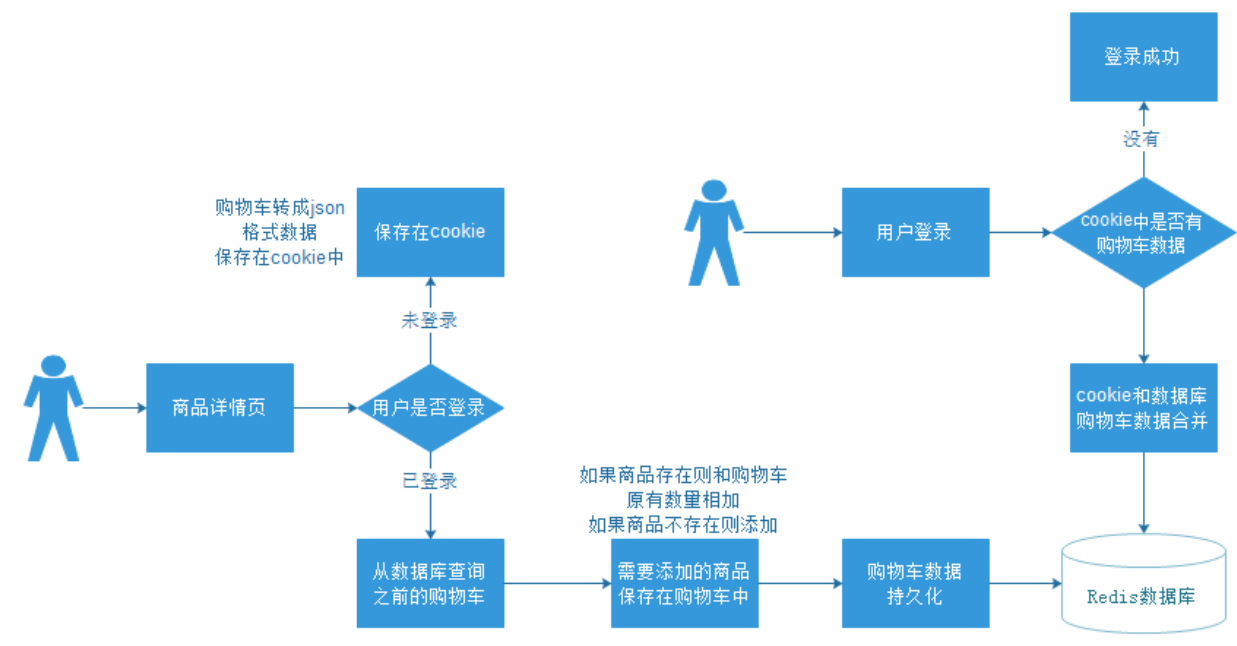 登录成功
没有
cookie中是否有
购物车数据
用户登录
购物车转成json
格式数据
保存在cookie中
保存在cookie
未登录
商品详情页
用户是否登录
已登录
cookie和数据库
购物车数据合并
如果商品存在则和购物车
原有数量相加
如果商品不存在则添加
从数据库查询
之前的购物车
需要添加的商品
保存在购物车中
购物车数据
持久化
Redis数据库